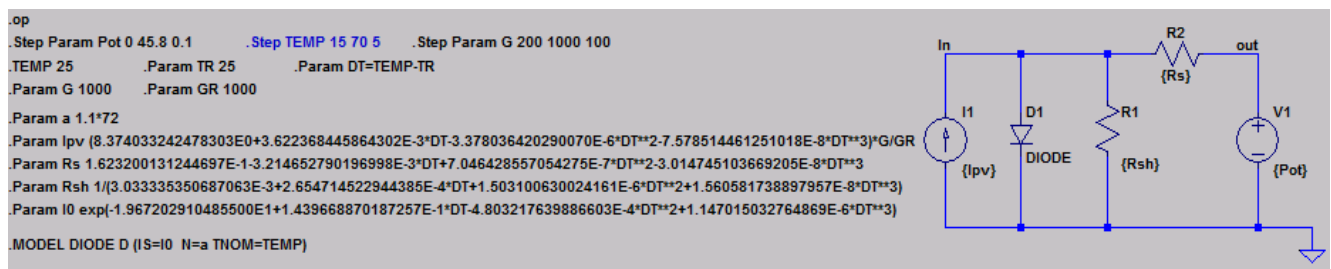 .op
.Step Param Pot 0 45.8 0.1 .Step TEMP 15 70 5 .Step Param G 200 1000 100
.TEMP 25 .Param TR 25 .Param DT=TEMP-TR
.Param G 1000 .Param GR 1000
.Param a 1.1*72
.Param Ipv (8.374033242478303E0+3.622368445864302E-3*DT-3.378036420290070E-6*DT**2-7.578514461251018E-8*DT**3)*G/GR
.Param Rs 1.623200131244697E-1-3.214652790196998E-3*DT+7.046428557054275E-7*DT**2-3.014745103669205E-8*DT**3
.Param Rsh 1/(3.033335350687063E-3+2.654714522944385E-4*DT+1.503100630024161E-6*DT**2+1.560581738897957E-8*DT**3)
.Param I0 exp(-1.967202910485500E1+1.439668870187257E-1*DT-4.803217639886603E-4*DT**2+1.147015032764869E-6*DT**3)
.MODEL DIODE D (IS=I0 N=a TNOM=TEMP)
In
R2
out
{Rs}
I1
D1
R1
V1
DIODE
{Ipv}
{Rsh}
{Pot}